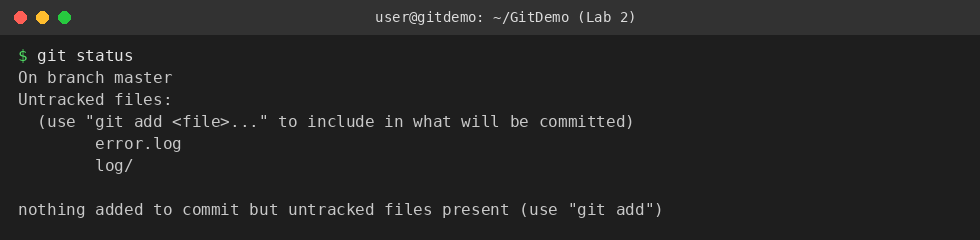 user@gitdemo: ~/GitDemo (Lab 2)
$ git status
On branch master
Untracked files:
  (use "git add <file>..." to include in what will be committed)
        error.log
        log/

nothing added to commit but untracked files present (use "git add")